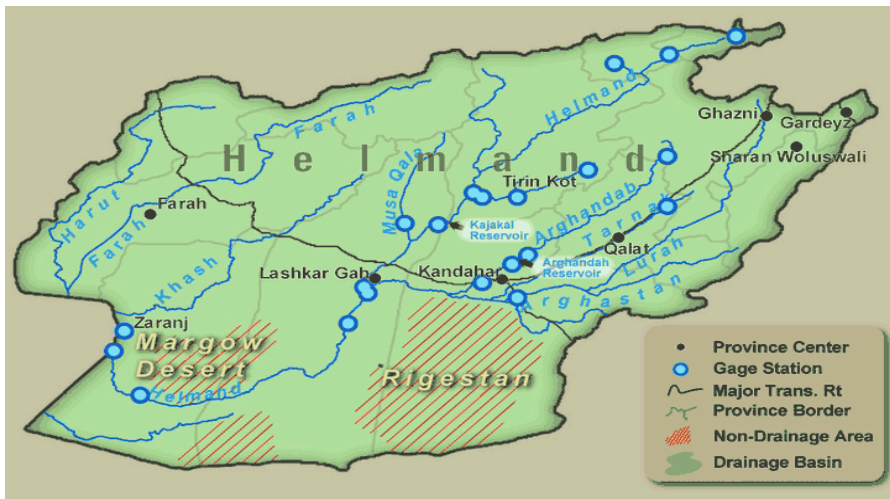 Ghazni
Gardeyz
Helmand
Sharan Woluswali
Farah
Helmand
Musa Qala
Tirin Kot
Harut
Farah
Farah
Kajakal
Reservoir
Arghandab
Tarnak
Qalat
Lurah
Khash
Lashkar Gah
Kandahar
Arghandah
Reservoir
Arghastan
Zaranj
Margow
Desert
Rigestan
Helmand
Province Center
Gage Station
Major Trans. Rt
Province Border
Non-Drainage Area
Drainage Basin